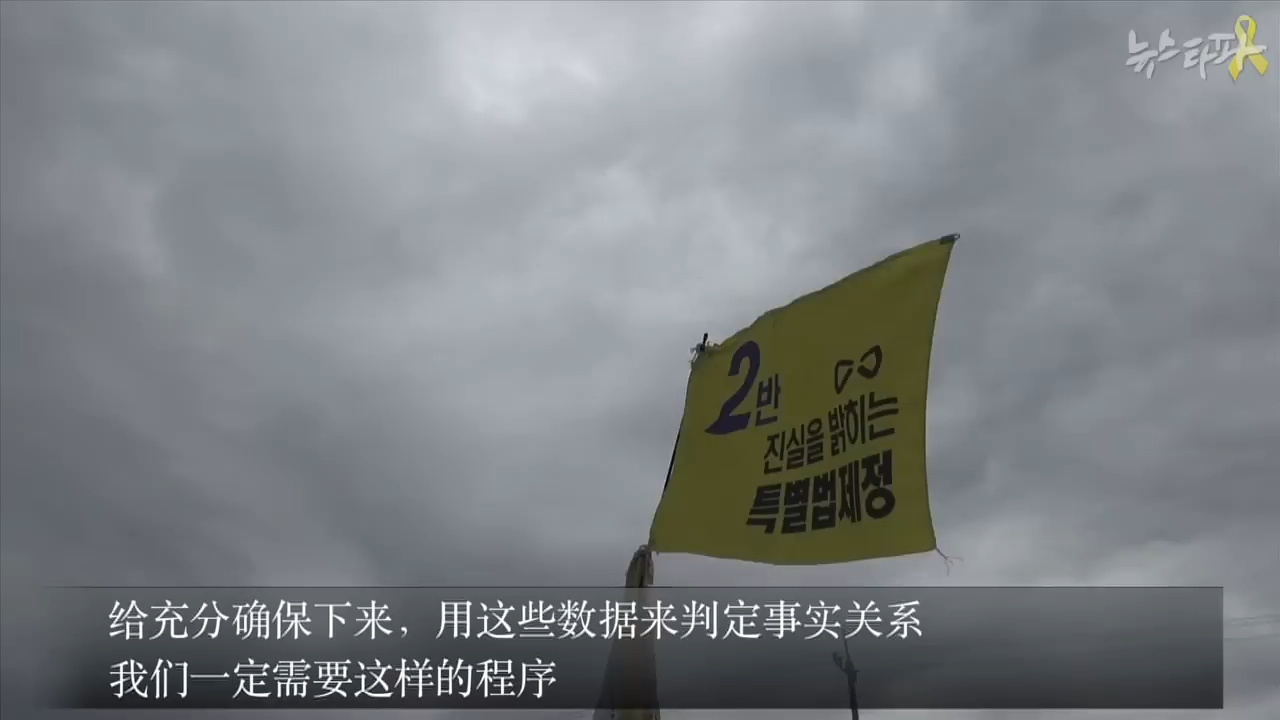 뉴스타파
2반
진실을 밝히는
특별법제정
给充分确保下来，用这些数据来判定事实关系
我们一定需要这样的程序